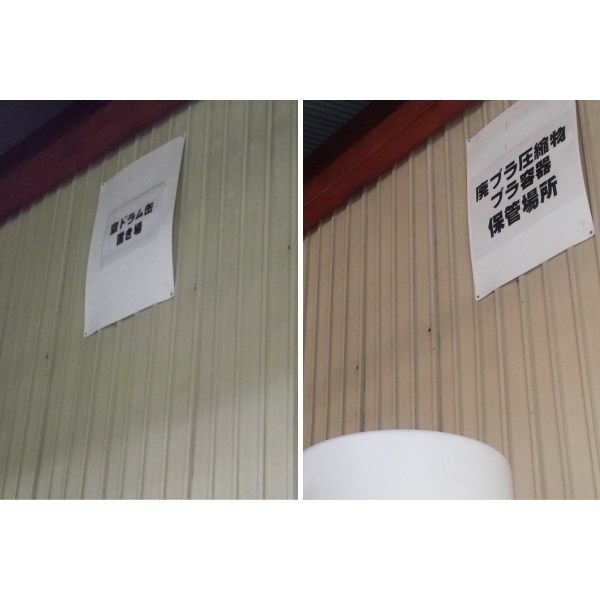 空ドラム缶
置き場
廃プラ圧縮物
プラ容器
保管場所